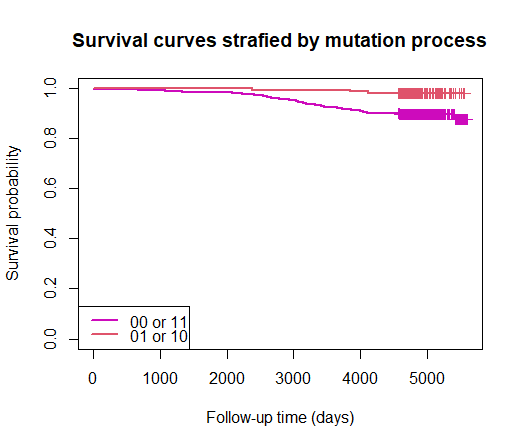 Survival curves strafied by mutation process
Survival probability
1.0
0.8
0.6
0.4
0.2
0.0
00 or 11
01 or 10
0 1000 2000 3000 4000 5000
Follow-up time (days)